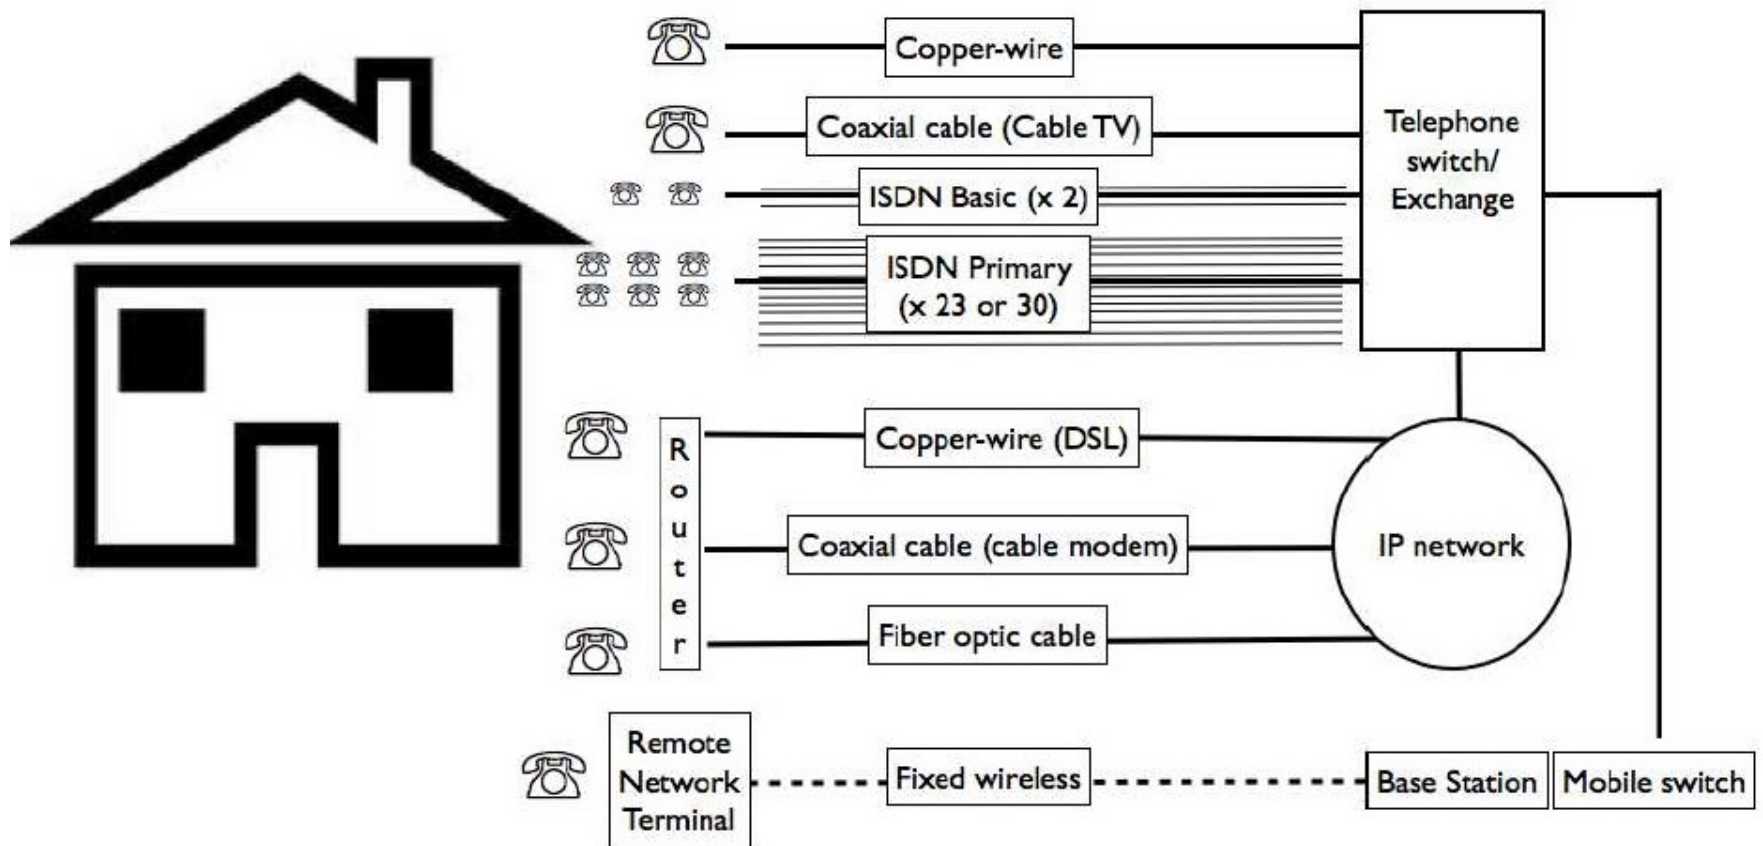 Copper-wire
Coaxial cable (Cable TV)
Telephone
switch/
Exchange
ISDN Basic (x 2)
ISDN Primary
(x 23 or 30)
Router
Copper-wire (DSL)
Coaxial cable (cable modem)
IP network
Fiber optic cable
Remote
Network
Terminal
Fixed wireless
Base Station
Mobile switch